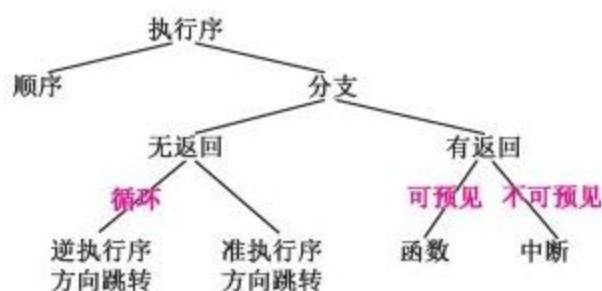 执行序
顺序
分支
无返回
有返回
循环
可预见
不可预见
逆执行序
方向跳转
准执行序
方向跳转
函数
中断